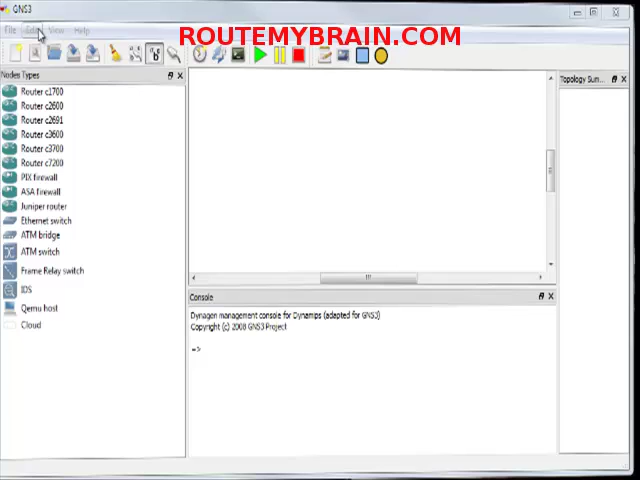 GNS3
File Edit View Help
ROUTEMYBRAIN.COM
Nodes Types
Router c1700
Router c2600
Router c2691
Router c3600
Router c3700
Router c7200
PIX firewall
ASA firewall
Juniper router
Ethernet switch
ATM bridge
ATM switch
Frame Relay switch
IDS
Qemu host
Cloud
Topology Sum...
Console
Dynagen management console for Dynamips (adapted for GNS3)
Copyright (c) 2008 GNS3 Project
=>